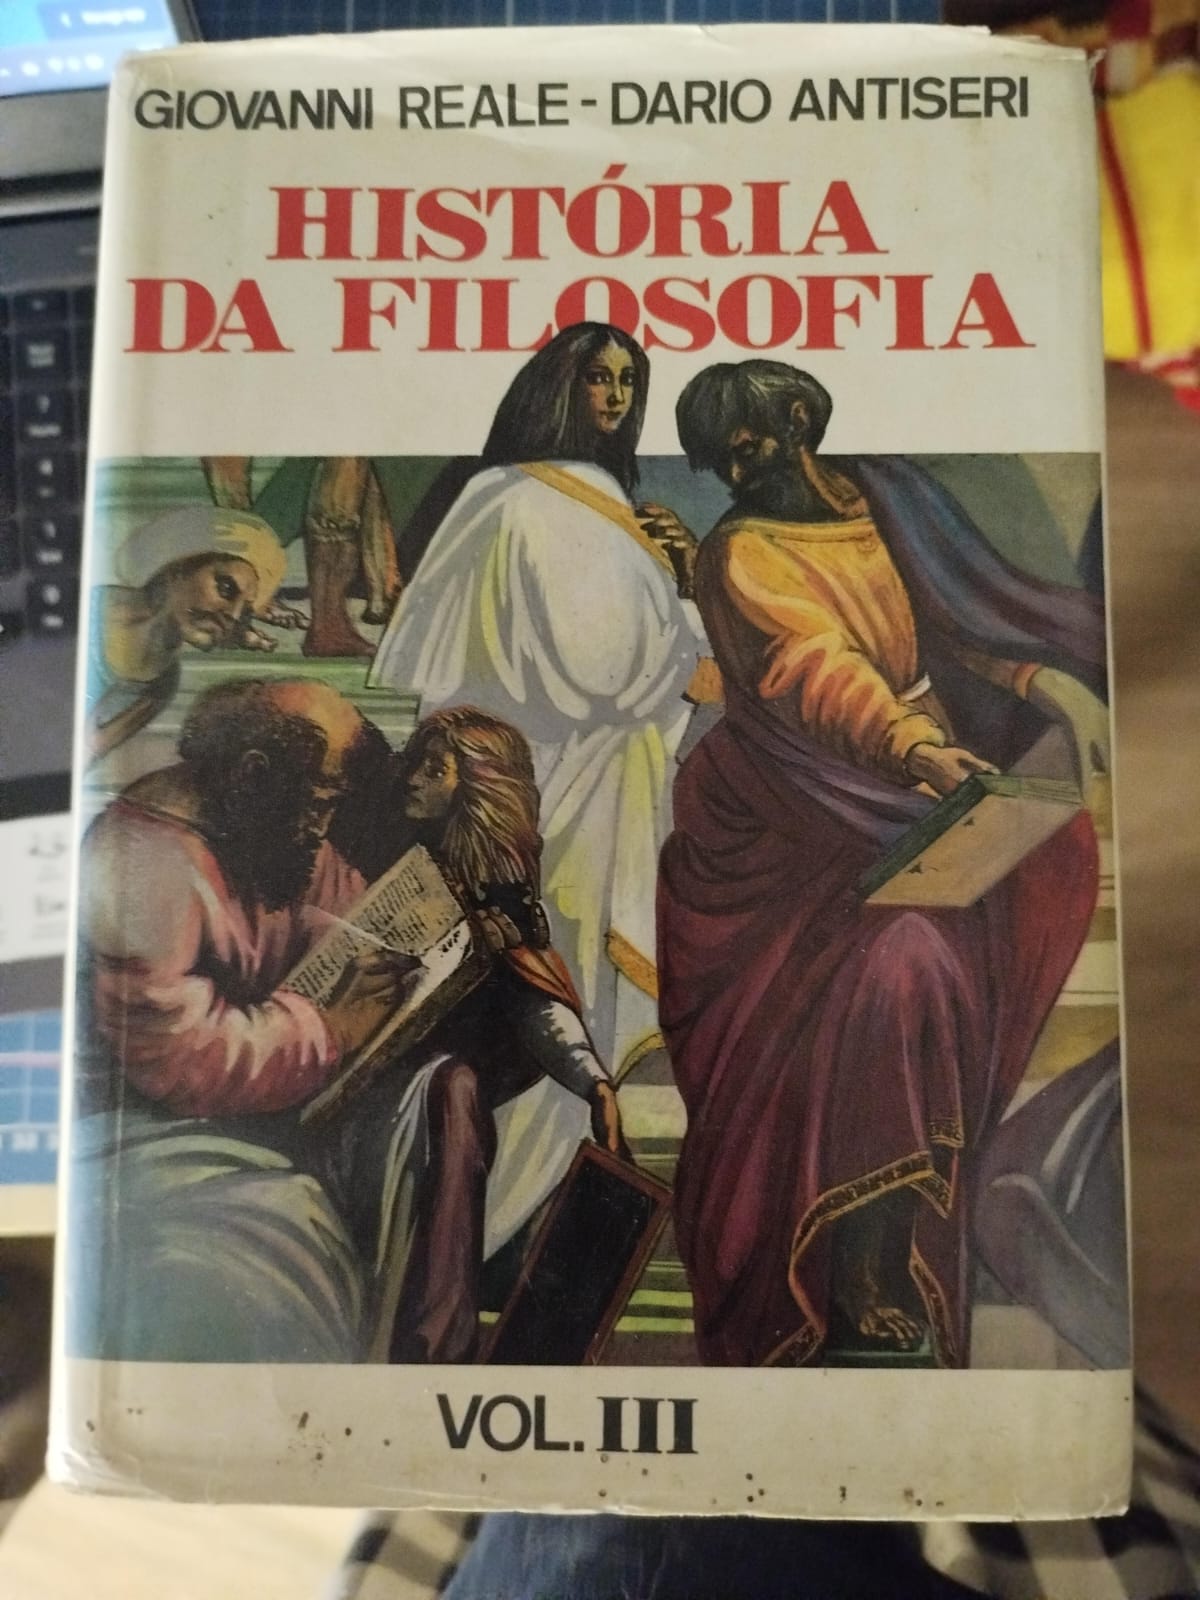 GIOVANNI REALE - DARIO ANTISERI
HISTÓRIA
DA FILOSOFIA
VOL. III